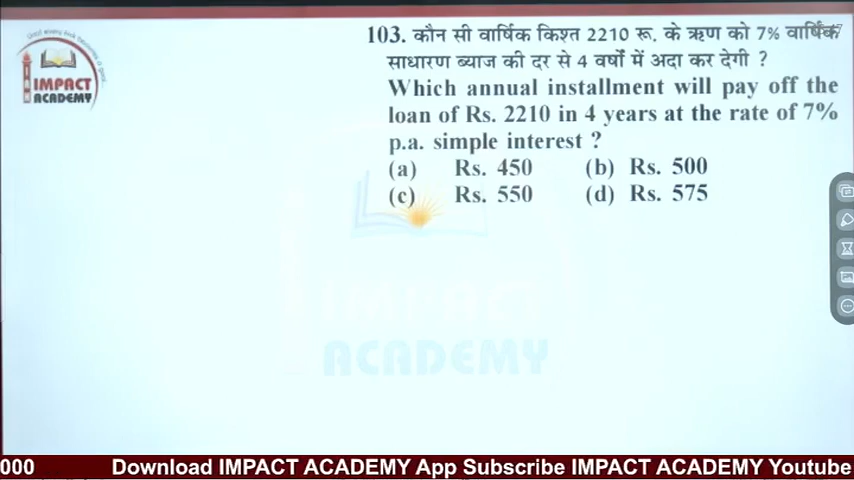 IMPACT
ACADEMY
103. कौन सी वार्षिक किश्त 2210 रू. के ऋण को 7% वार्षिक
साधारण ब्याज की दर से 4 वर्षों में अदा कर देगी ?
Which annual installment will pay off the
loan of Rs. 2210 in 4 years at the rate of 7%
p.a. simple interest ?
(a) Rs. 450 (b) Rs. 500
(c) Rs. 550 (d) Rs. 575
IMPACT
ACADEMY
000 Download IMPACT ACADEMY App Subscribe IMPACT ACADEMY Youtube